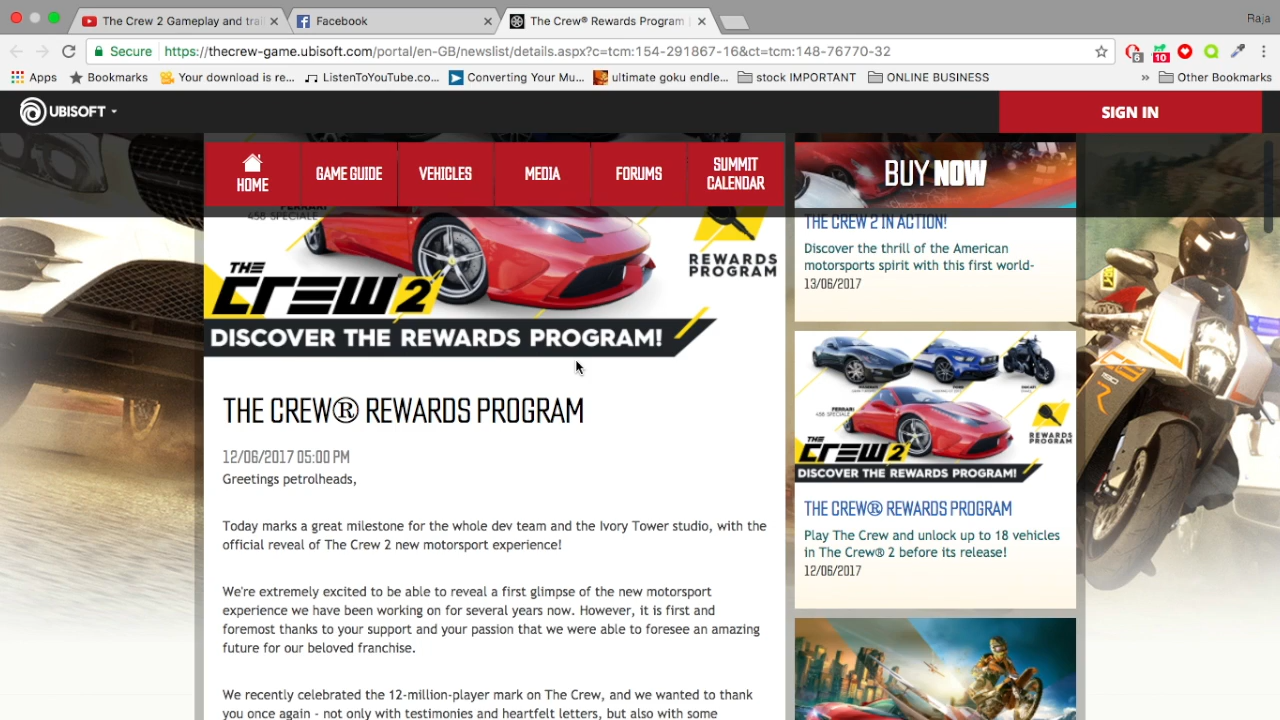 The Crew 2 Gameplay and trai
Facebook
The Crew® Rewards Program |
Raja
Secure
https://thecrew-game.ubisoft.com/portal/en-GB/newslist/details.aspx?c=tcm:154-291867-16&ct=tcm:148-76770-32
6
10
Apps
Bookmarks
Your download is re...
ListenToYouTube.co...
Converting Your Mu...
ultimate goku endin...
stock IMPORTANT
ONLINE BUSINESS
»
Other Bookmarks
UBISOFT
SIGN IN
HOME
GAME GUIDE
VEHICLES
MEDIA
FORUMS
SUMMIT
CALENDAR
BUY NOW
FERRARI
458 SPECIALE
REWARDS
PROGRAM
THE
CREW 2
DISCOVER THE REWARDS PROGRAM!
THE CREW® REWARDS PROGRAM
12/06/2017 05:00 PM
Greetings petrolheads,
Today marks a great milestone for the whole dev team and the Ivory Tower studio, with the
official reveal of The Crew 2 new motorsport experience!
We're extremely excited to be able to reveal a first glimpse of the new motorsport
experience we have been working on for several years now. However, it is first and
foremost thanks to your support and your passion that we were able to foresee an amazing
future for our beloved franchise.
We recently celebrated the 12-million-player mark on The Crew, and we wanted to thank
you once again - not only with testimonies and heartfelt letters, but also with some
THE CREW 2 IN ACTION!
Discover the thrill of the American
motorsports spirit with this first world-
13/06/2017
FERRARI
458 SPECIALE
REWARDS
PROGRAM
THE
CREW 2
DISCOVER THE REWARDS PROGRAM!
THE CREW® REWARDS PROGRAM
Play The Crew and unlock up to 18 vehicles
in The Crew® 2 before its release!
12/06/2017
190
R